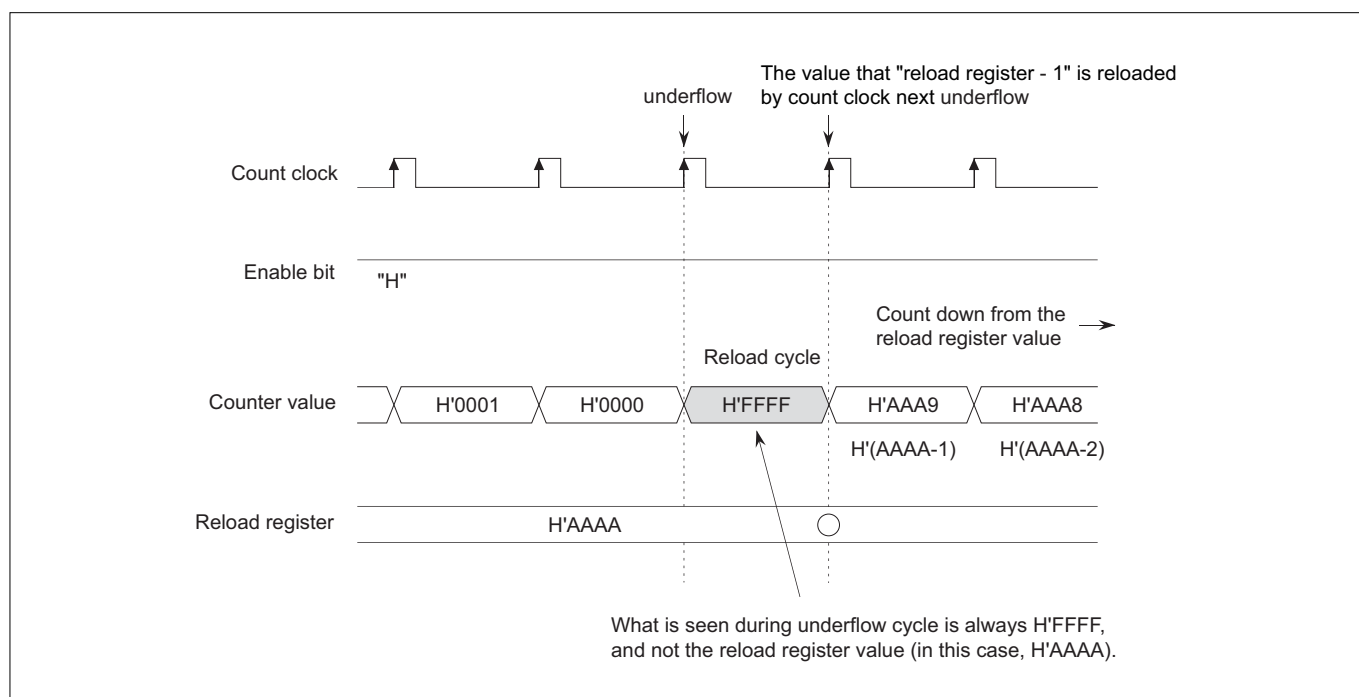 The value that "reload register - 1" is reloaded
by count clock next underflow
underflow
Count clock
Enable bit
"H"
Count down from the
reload register value
Reload cycle
Counter value
H'0001
H'0000
H'FFFF
H'AAA9
H'AAA8
H'(AAAA-1)
H'(AAAA-2)
Reload register
H'AAAA
What is seen during underflow cycle is always H'FFFF,
and not the reload register value (in this case, H'AAAA).